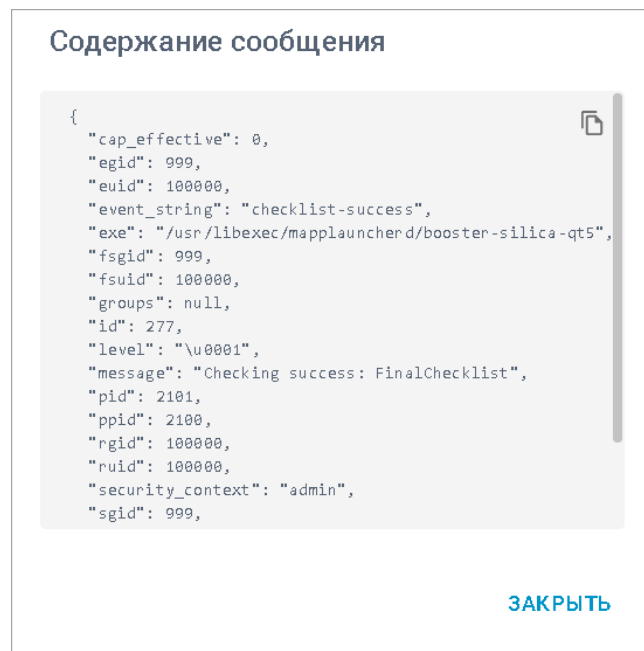 Содержание сообщения
{
"cap_effective": 0,
"egid": 999,
"euid": 100000,
"event_string": "checklist-success",
"exe": "/usr/libexec/mapplauncherd/booster-silica-qt5",
"fsgid": 999,
"fsuid": 100000,
"groups": null,
"id": 277,
"level": "\u0001",
"message": "Checking success: FinalChecklist",
"pid": 2101,
"ppid": 2100,
"rgid": 100000,
"ruid": 100000,
"security_context": "admin",
"sgid": 999,
ЗАКРЫТЬ